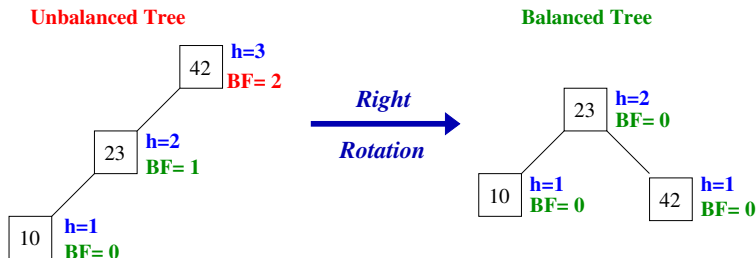 Unbalanced Tree
42
h=3
BF= 2
23
h=2
BF= 1
10
h=1
BF= 0
Right
Rotation
Balanced Tree
23
h=2
BF= 0
10
h=1
BF= 0
42
h=1
BF= 0